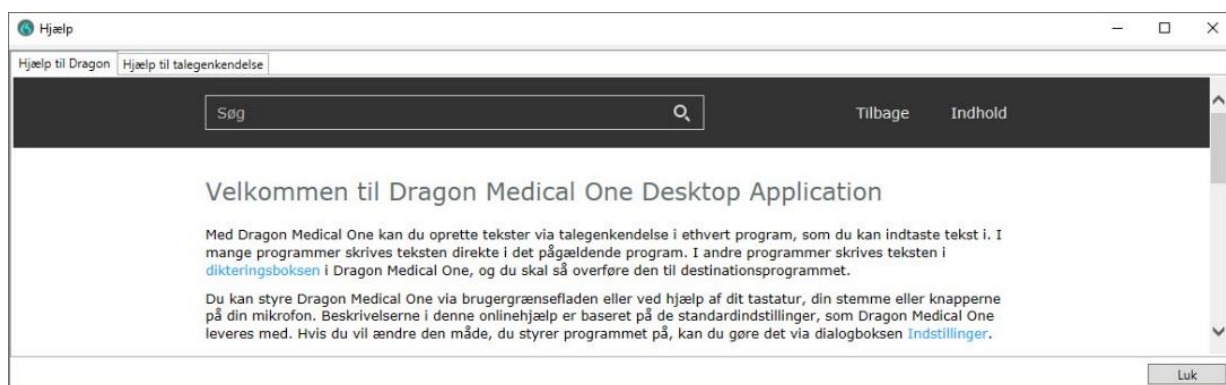 Hjælp
Hjælp til Dragon Hjælp til talegenkendelse
Søg Tilbage Indhold
Velkommen til Dragon Medical One Desktop Application
Med Dragon Medical One kan du oprette tekster via talegenkendelse i ethvert program, som du kan indtaste tekst i. I
mange programmer skrives teksten direkte i det pågældende program. I andre programmer skrives teksten i
dikteringsboksen i Dragon Medical One, og du skal så overføre den til destinationsprogrammet.
Du kan styre Dragon Medical One via brugergrænsefladen eller ved hjælp af dit tastatur, din stemme eller knapperne
på din mikrofon. Beskrivelserne i denne onlinehjælp er baseret på de standardindstillinger, som Dragon Medical One
leveres med. Hvis du vil ændre den måde, du styrer programmet på, kan du gøre det via dialogboksen Indstillinger.
Luk